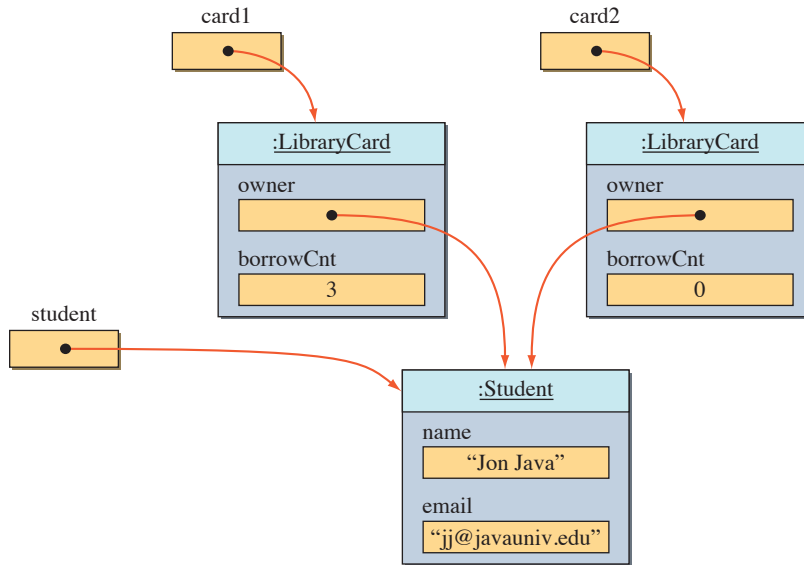 card1
card2
:LibraryCard
owner
borrowCnt
3
:LibraryCard
owner
borrowCnt
0
student
:Student
name
“Jon Java”
email
“jj@javauniv.edu”